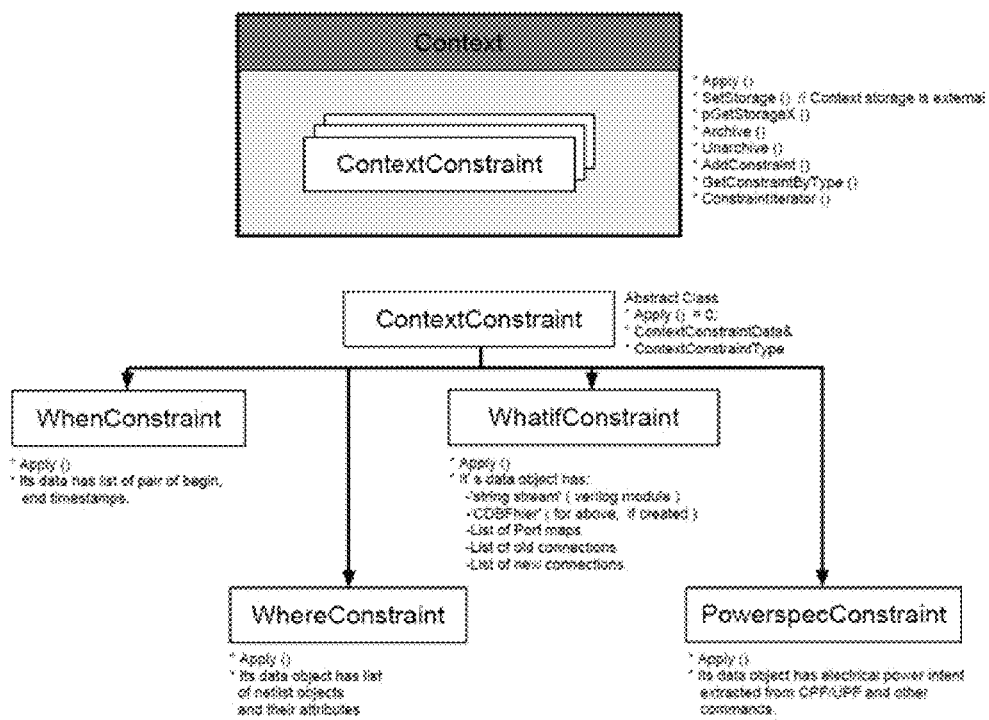 Context
ContextConstraint
* Apply ()
* SetStorage () // Context storage is external
* pGetStorageX ()
* Archive ()
* Unarchive ()
* AddConstraint ()
* GetConstraintByType ()
* ConstraintIterator ()
ContextConstraint
Abstract Class
* Apply () = 0;
* ContextConstraintData&
* ContextConstraintType
WhenConstraint
* Apply ()
* Its data has list of pair of begin,
end timestamps.
WhatIfConstraint
* Apply ()
* It's data object has:
-'string stream' ( verilog module )
-'CDBFhier' ( for above, if created )
-List of Port maps
-List of old connections
-List of new connections
WhereConstraint
* Apply ()
* Its data object has list
of netlist objects
and their attributes
PowerspecConstraint
* Apply ()
* Its data object has electrical power intent
extracted from CPF/UPF and other
commands.